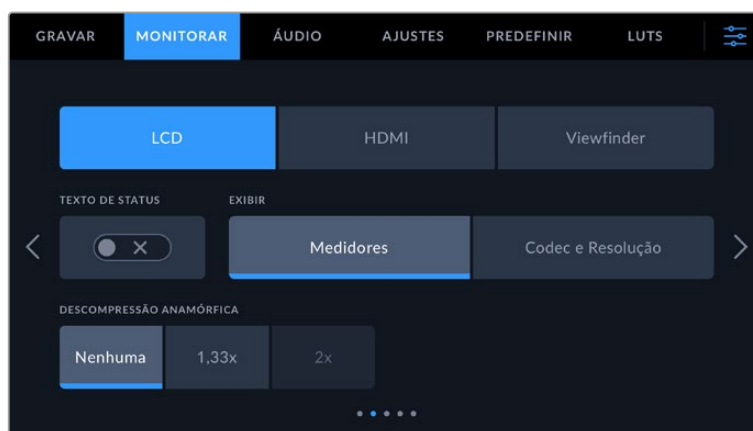 GRAVAR MONITORAR ÁUDIO AJUSTES PREDEFINIR LUTS
LCD HDMI Viewfinder
TEXTO DE STATUS EXIBIR
Medidores Codec e Resolução
DESCOMPRESSÃO ANAMÓRFICA
Nenhuma 1,33x 2x